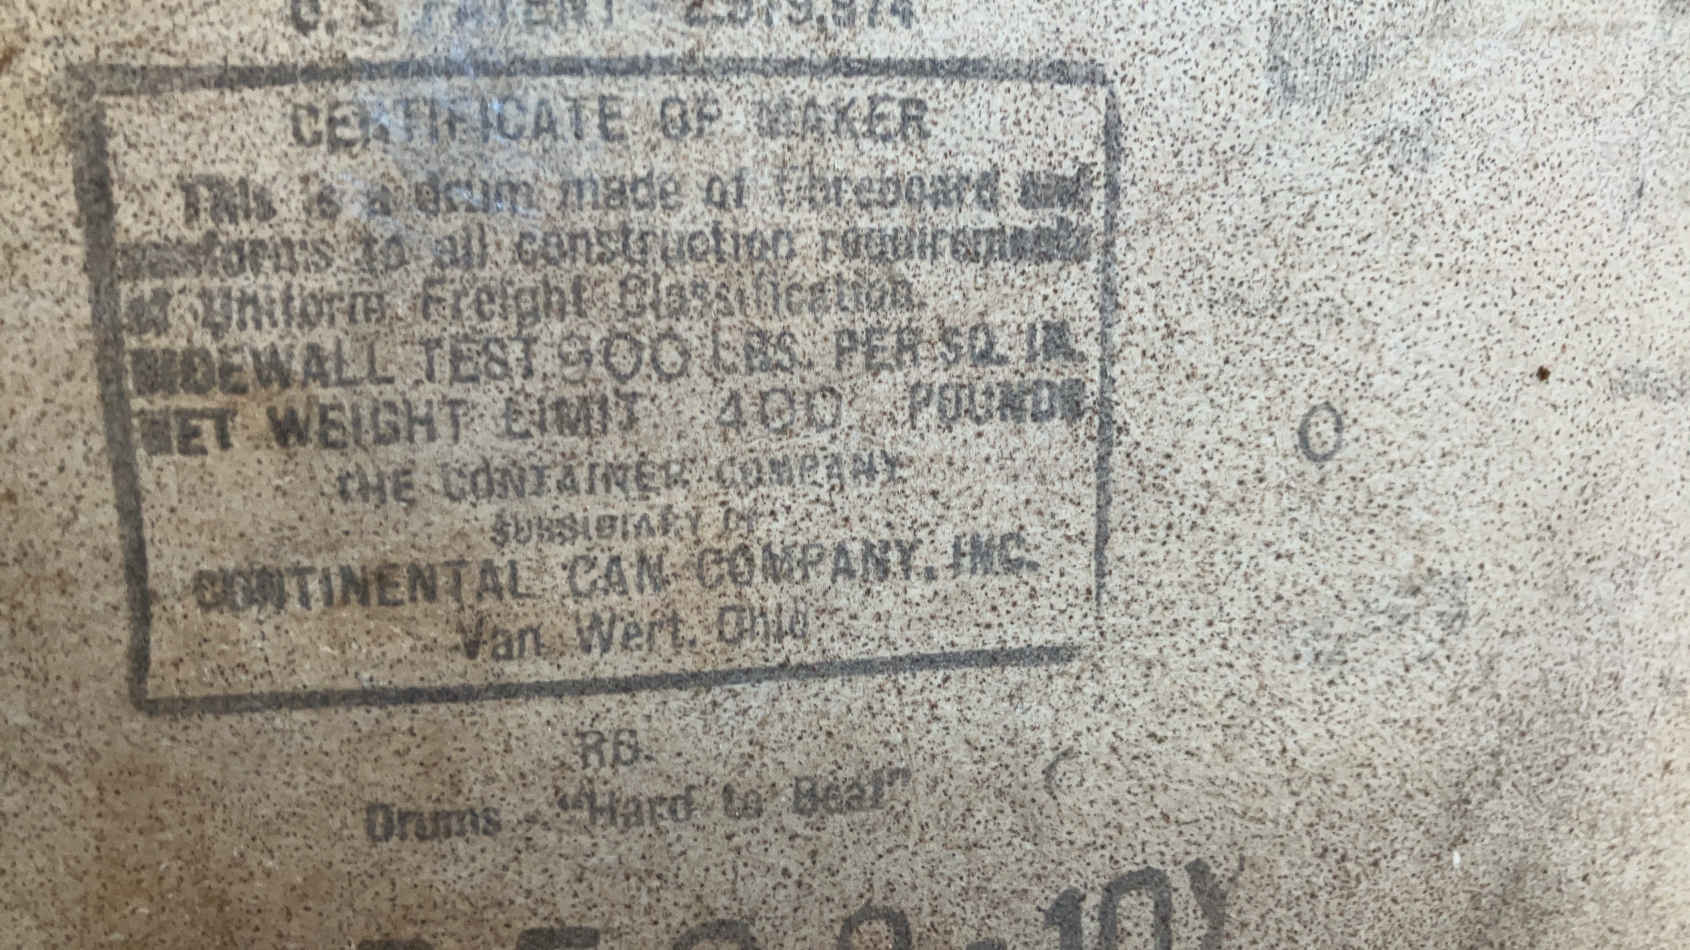 U. S. PATENT
CERTIFICATE OF MAKER
This is a drum made of fibreboard and
conforms to all construction requirements
of Uniform Freight Classification.
SIDEWALL TEST 900 LBS. PER SQ. IN.
NET WEIGHT LIMIT 400 POUNDS
THE CONTAINER COMPANY
SUBSIDIARY OF
CONTINENTAL CAN COMPANY, INC.
Van Wert, Ohio
Drums - "Hard to Beat"